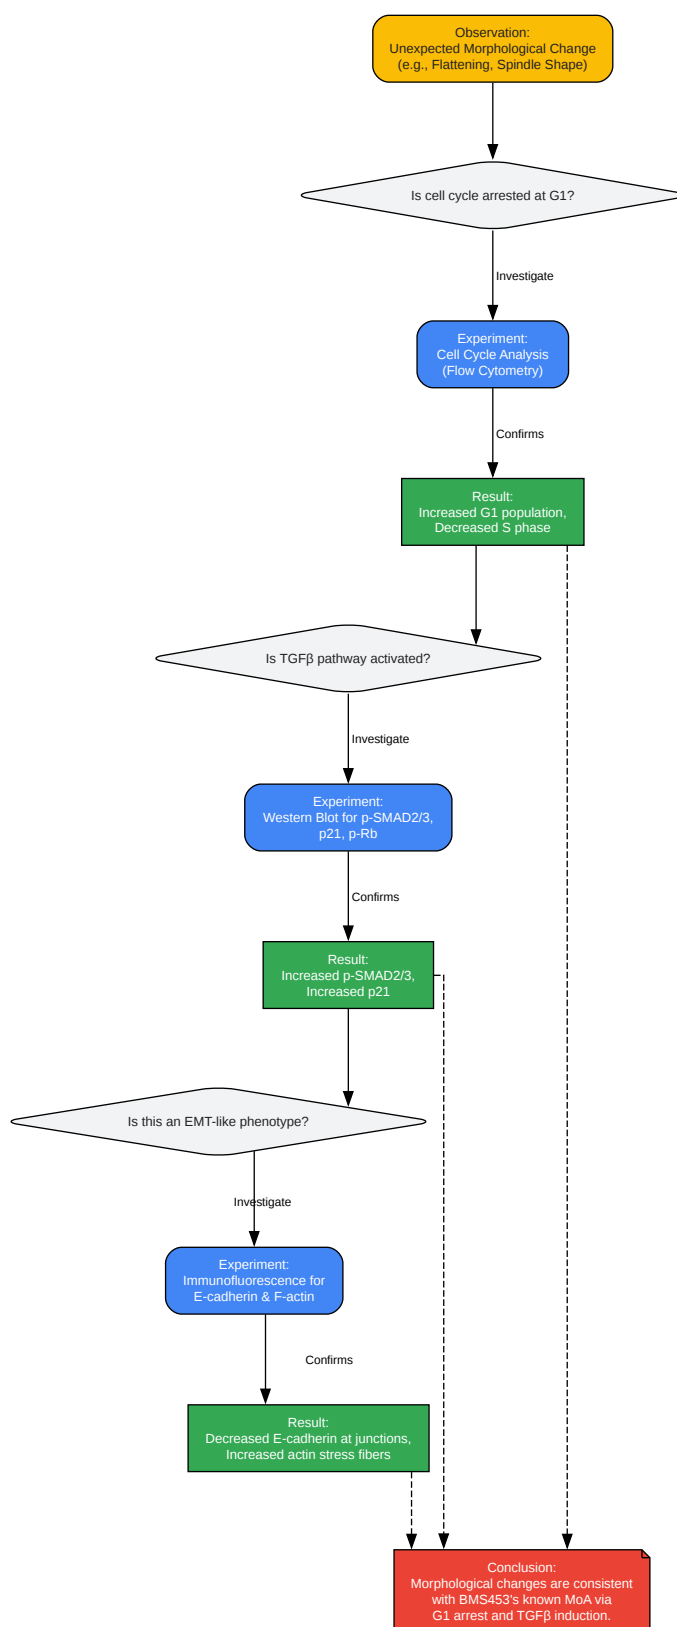 Observation:
Unexpected Morphological Change
(e.g., Flattening, Spindle Shape)
Is cell cycle arrested at G1?
Investigate
Experiment:
Cell Cycle Analysis
(Flow Cytometry)
Confirms
Result:
Increased G1 population,
Decreased S phase
Is TGFβ pathway activated?
Investigate
Experiment:
Western Blot for p-SMAD2/3,
p21, p-Rb
Confirms
Result:
Increased p-SMAD2/3,
Increased p21
Is this an EMT-like phenotype?
Investigate
Experiment:
Immunofluorescence for
E-cadherin & F-actin
Confirms
Result:
Decreased E-cadherin at junctions,
Increased actin stress fibers
Conclusion:
Morphological changes are consistent
with BMS453's known MoA via
G1 arrest and TGFβ induction.